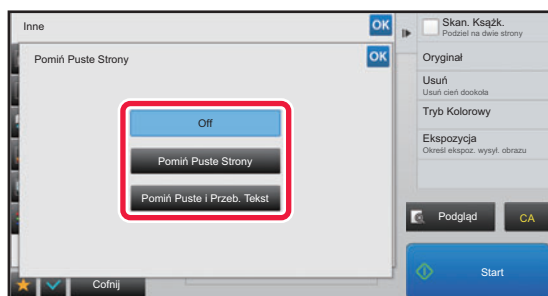 Inne
OK
Pomiń Puste Strony
OK
Off
Pomiń Puste Strony
Pomiń Puste i Przeb. Tekst
Cofnij
Skan. Książk.
Podziel na dwie strony
Oryginał
Usuń
Usuń cień dookoła
Tryb Kolorowy
Ekspozycja
Określ ekspoz. wysył. obrazu
Podgląd
CA
Start